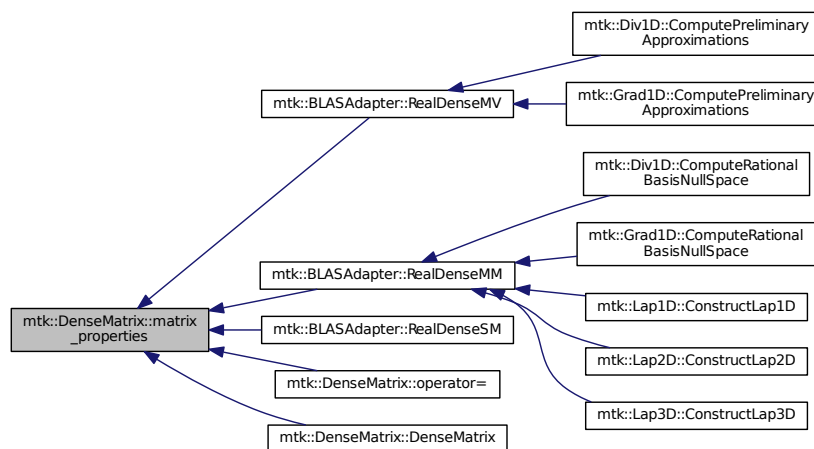 mtk::Div1D::ComputePreliminary
Approximations
mtk::BLASAdapter::RealDenseMV
mtk::Grad1D::ComputePreliminary
Approximations
mtk::Div1D::ComputeRational
BasisNullSpace
mtk::Grad1D::ComputeRational
BasisNullSpace
mtk::BLASAdapter::RealDenseMM
mtk::Lap1D::ConstructLap1D
mtk::DenseMatrix::matrix
_properties
mtk::BLASAdapter::RealDenseSM
mtk::Lap2D::ConstructLap2D
mtk::DenseMatrix::operator=
mtk::Lap3D::ConstructLap3D
mtk::DenseMatrix::DenseMatrix